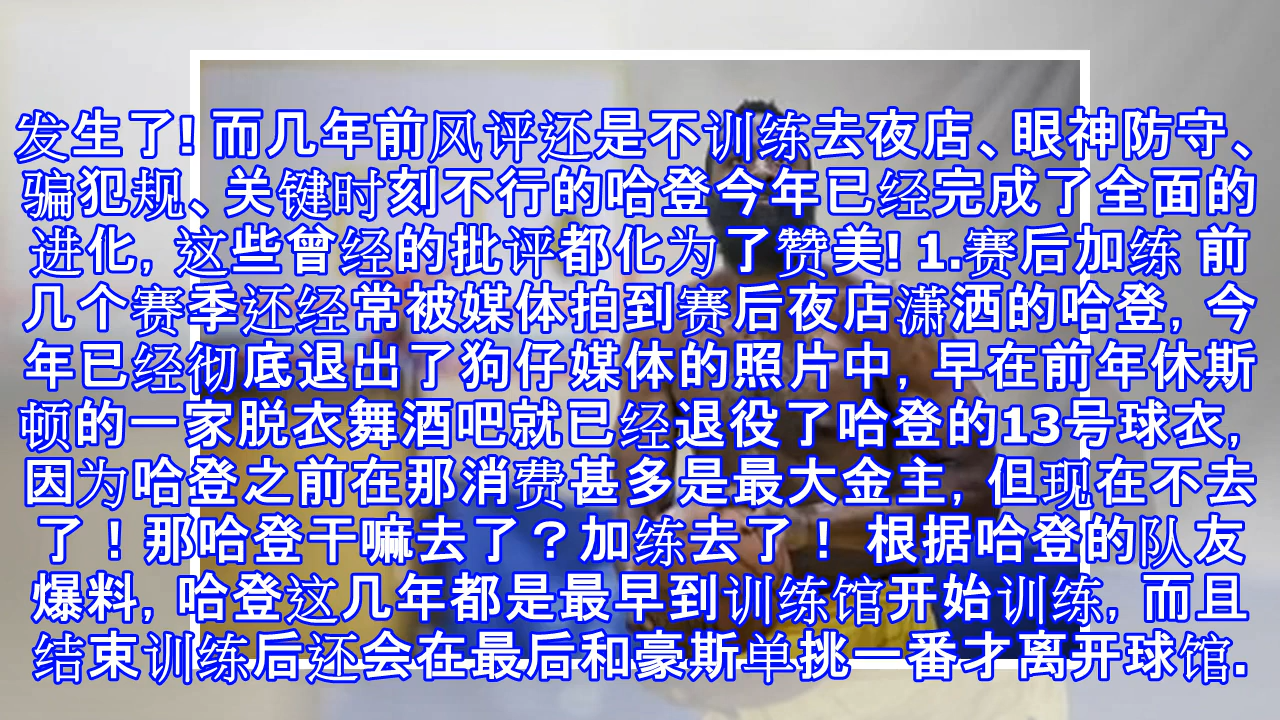 发生了! 而几年前风评还是不训练去夜店、眼神防守、
骗犯规、关键时刻不行的哈登今年已经完成了全面的
进化, 这些曾经的批评都化为了赞美! 1.赛后加练 前
几个赛季还经常被媒体拍到赛后夜店潇洒的哈登, 今
年已经彻底退出了狗仔媒体的照片中, 早在前年休斯
顿的一家脱衣舞酒吧就已经退役了哈登的13号球衣,
因为哈登之前在那消费甚多是最大金主, 但现在不去
了！那哈登干嘛去了？加练去了！ 根据哈登的队友
爆料, 哈登这几年都是最早到训练馆开始训练, 而且
结束训练后还会在最后和豪斯单挑一番才离开球馆.